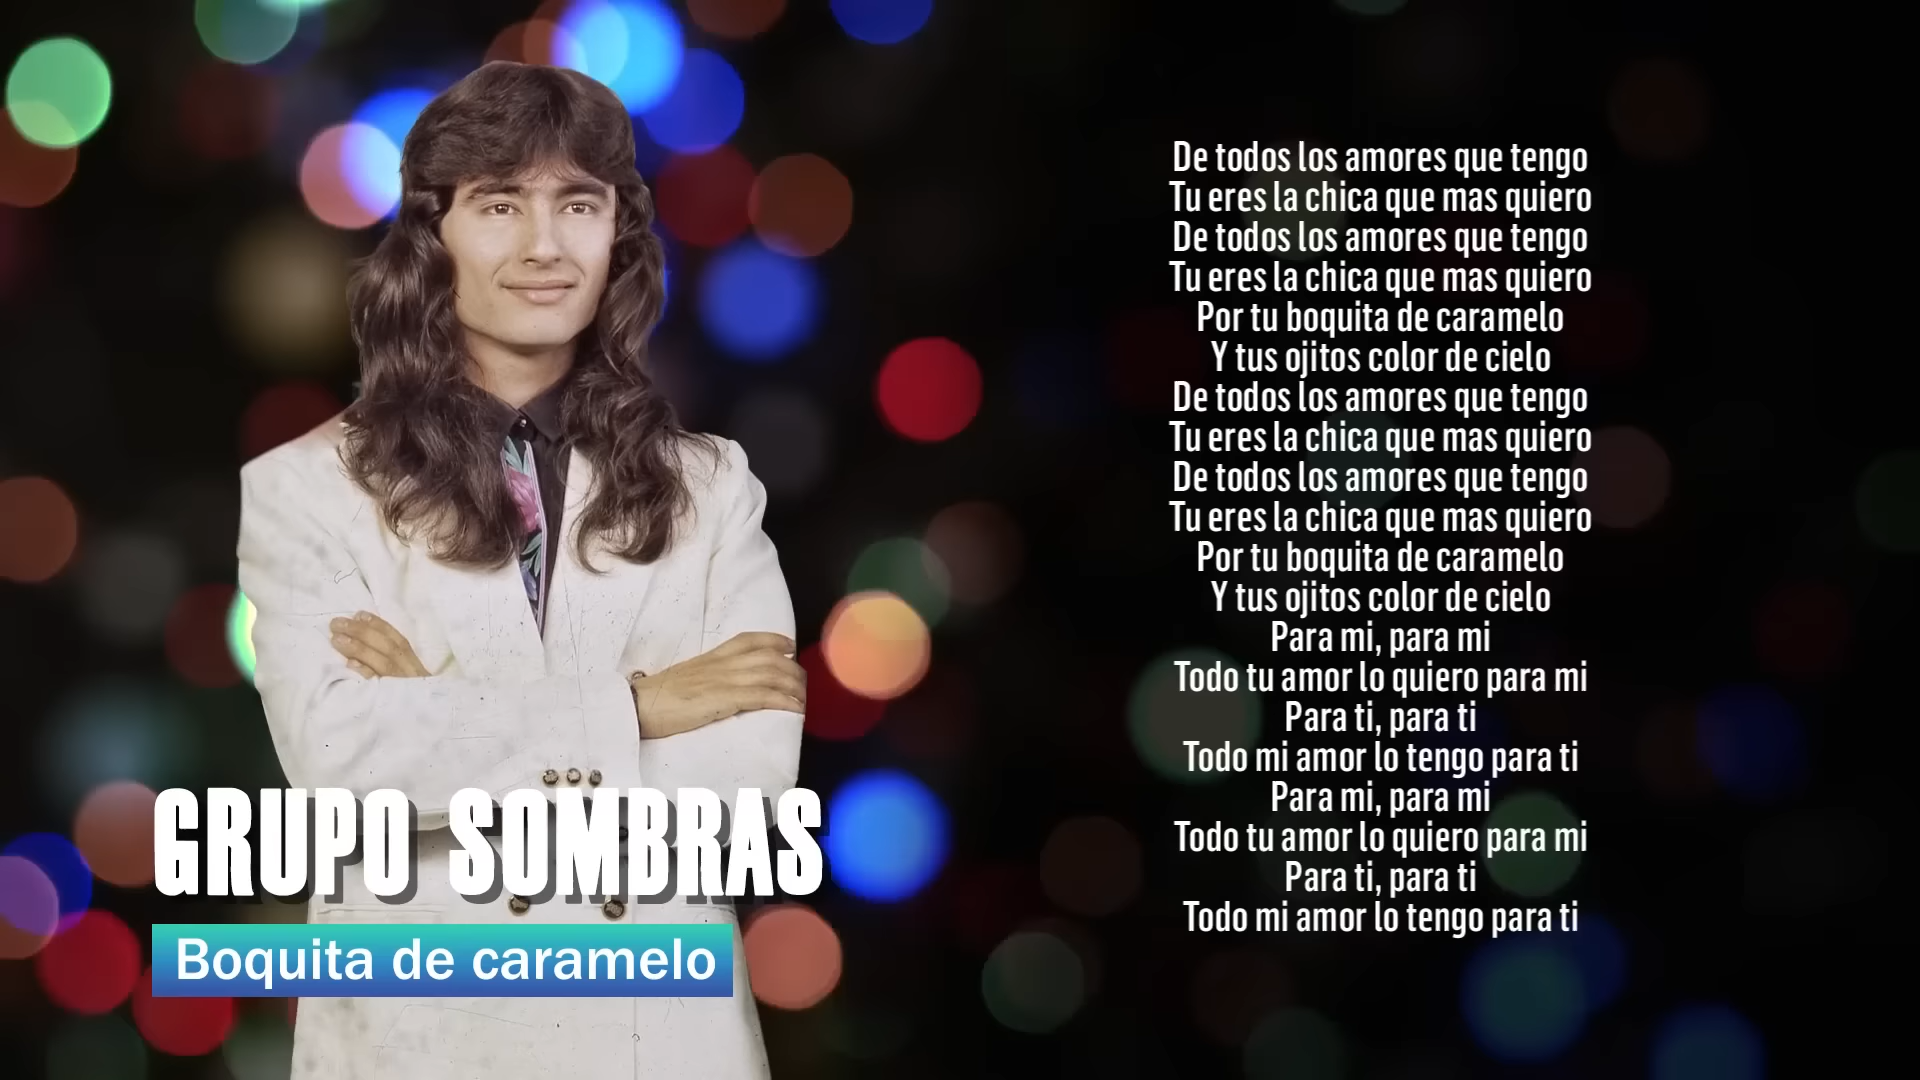 De todos los amores que tengo
Tu eres la chica que mas quiero
De todos los amores que tengo
Tu eres la chica que mas quiero
Por tu boquita de caramelo
Y tus ojitos color de cielo
De todos los amores que tengo
Tu eres la chica que mas quiero
De todos los amores que tengo
Tu eres la chica que mas quiero
Por tu boquita de caramelo
Y tus ojitos color de cielo
Para mi, para mi
Todo tu amor lo quiero para mi
Para ti, para ti
Todo mi amor lo tengo para ti
Para mi, para mi
Todo tu amor lo quiero para mi
Para ti, para ti
Todo mi amor lo tengo para ti
GRUPO SOMBRAS
Boquita de caramelo